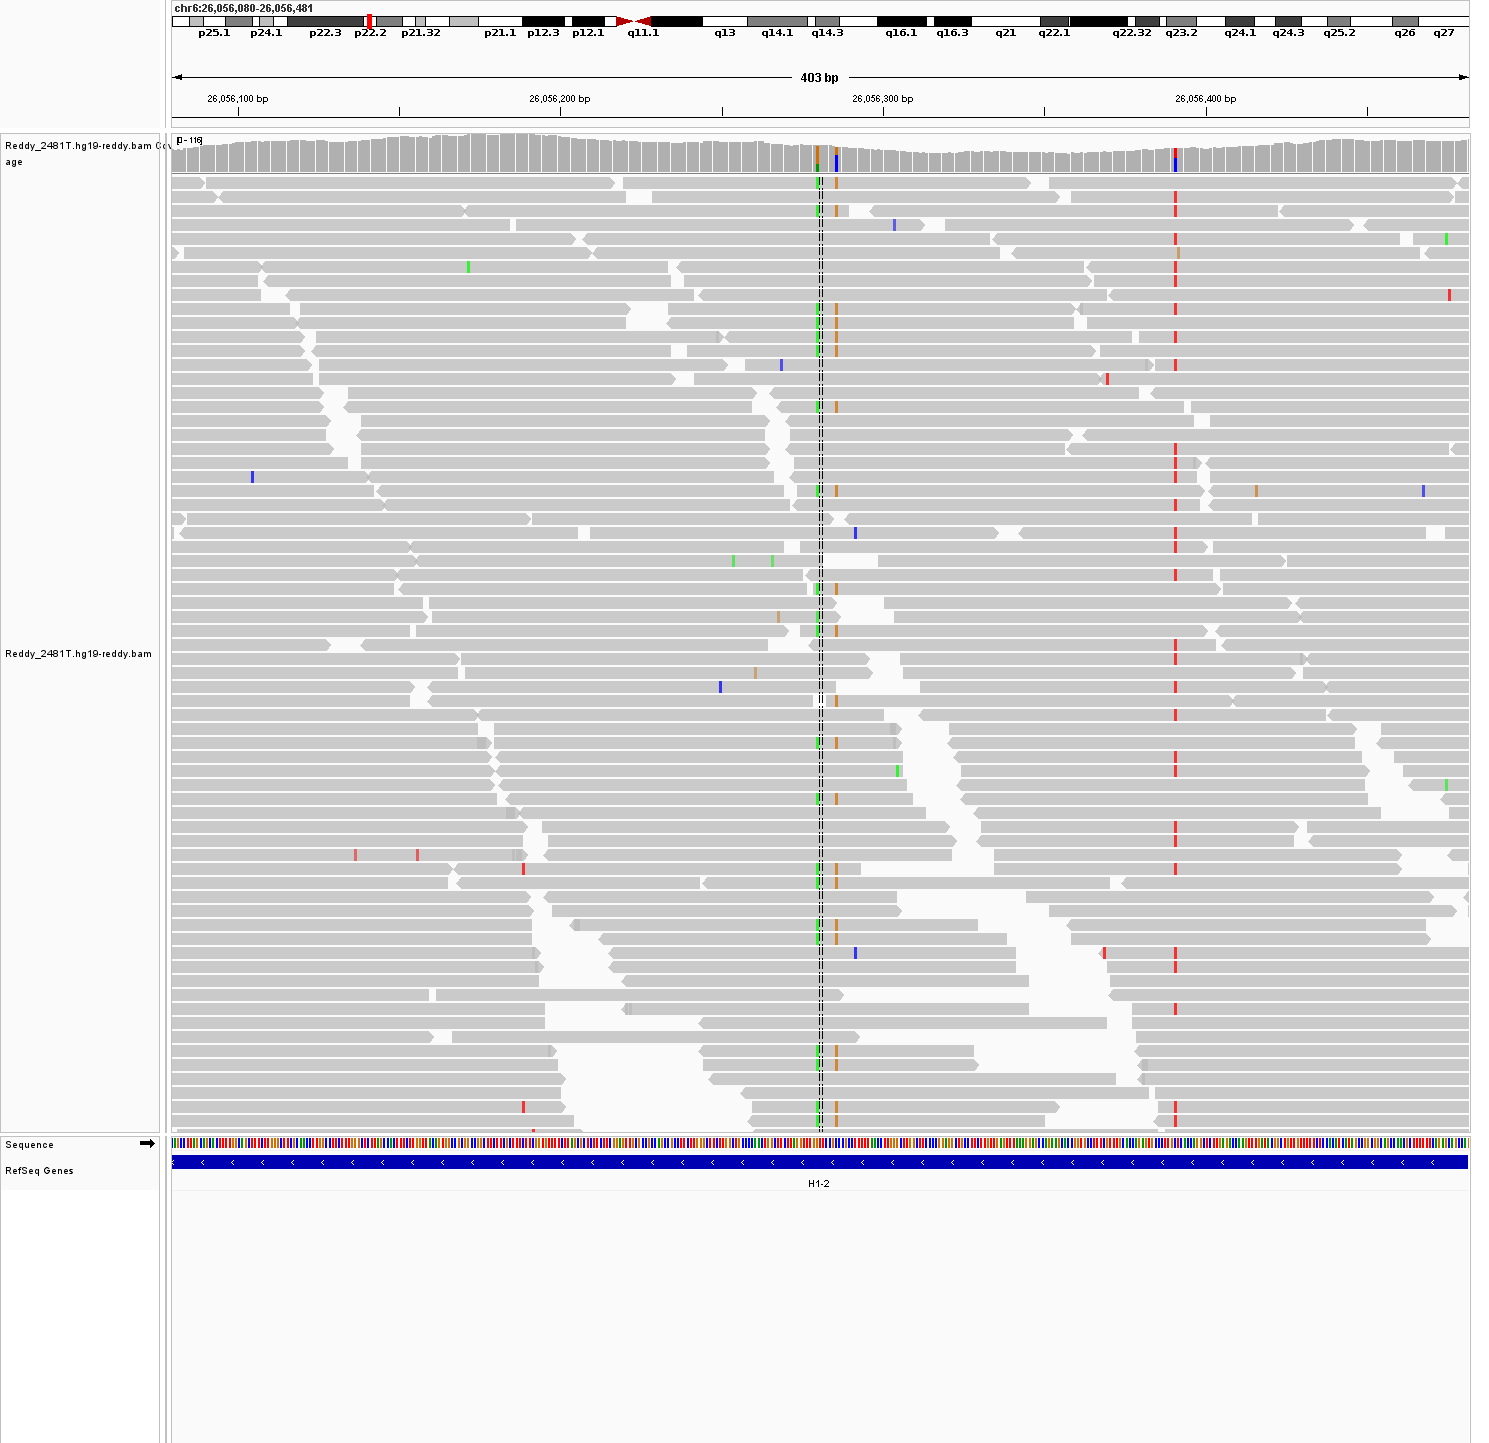 chr6:26,056,080-26,056,481
p25.1 p24.1 p22.3 p22.2 p21.32 p21.1 p12.3 p12.1 q11.1 q13 q14.1 q14.3 q16.1 q16.3 q21 q22.1 q22.32 q23.2 q24.1 q24.3 q25.2 q26 q27
403 bp
26,056,100 bp 26,056,200 bp 26,056,300 bp 26,056,400 bp
[0 - 116]
Reddy_2481T.hg19-reddy.bam Cov
age
Reddy_2481T.hg19-reddy.bam
Sequence
RefSeq Genes
H1-2